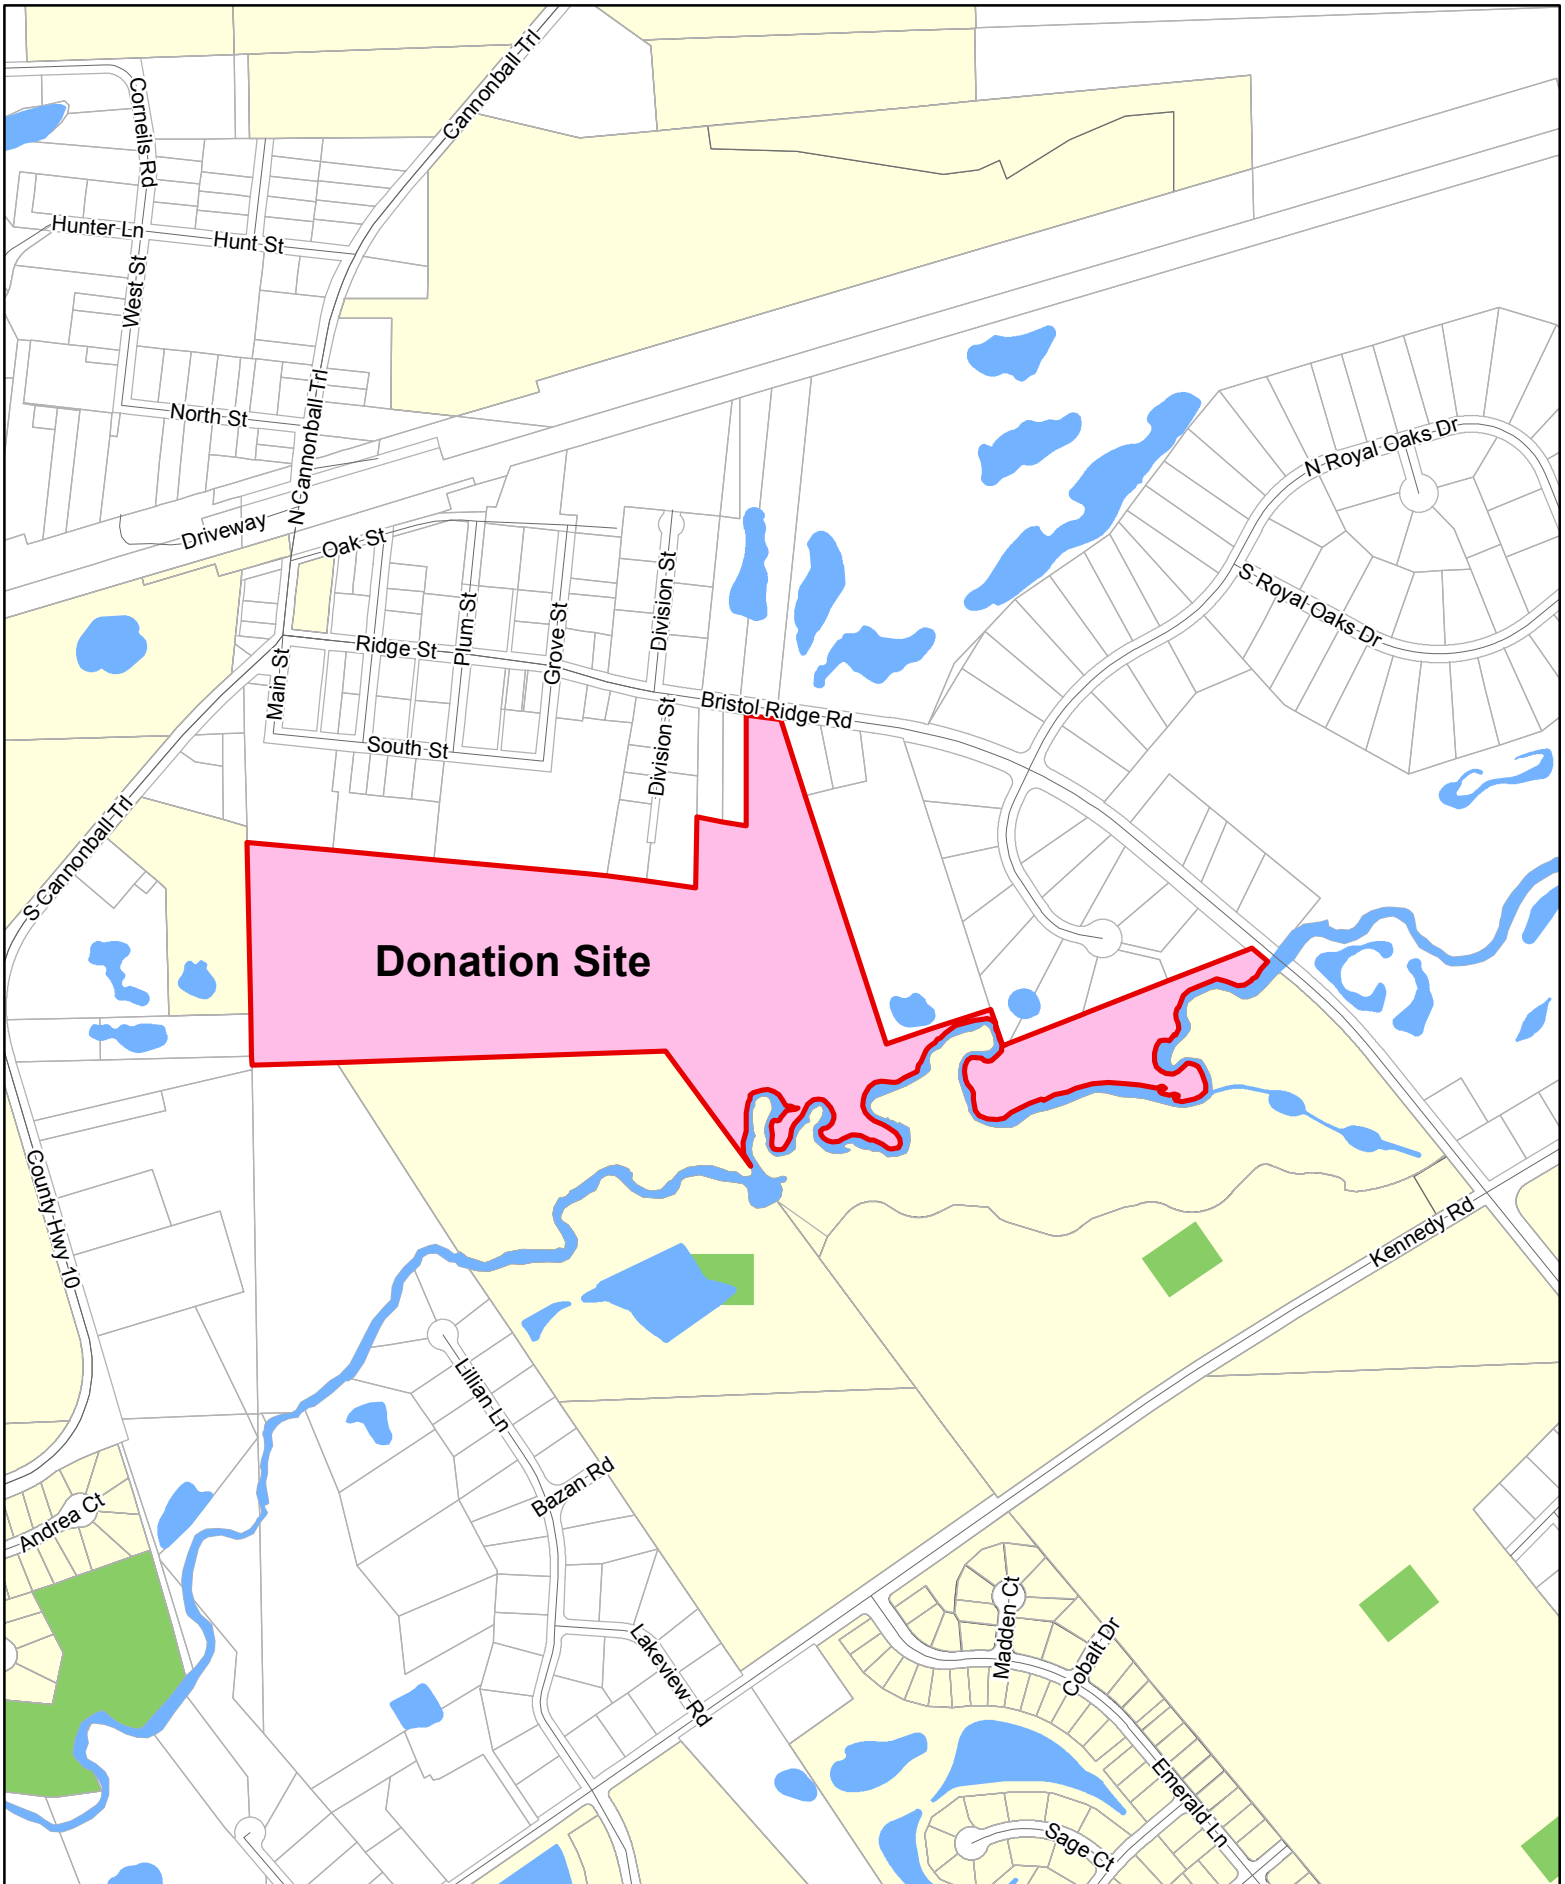 Cannonball Trl
Corneils Rd
Hunter Ln
Hunt St
West St
N Cannonball Trl
North St
N Royal Oaks Dr
Driveway
Oak St
S Royal Oaks Dr
Division St
Plum St
Grove St
Ridge St
Main St
Bristol Ridge Rd
South St
Division St
S Cannonball Trl
Donation Site
County Hwy 10
Kennedy Rd
Lillian Ln
Bazan Rd
Andrea Ct
Madden Ct
Cobalt Dr
Lakeview Rd
Emerald Ln
Sage Ct